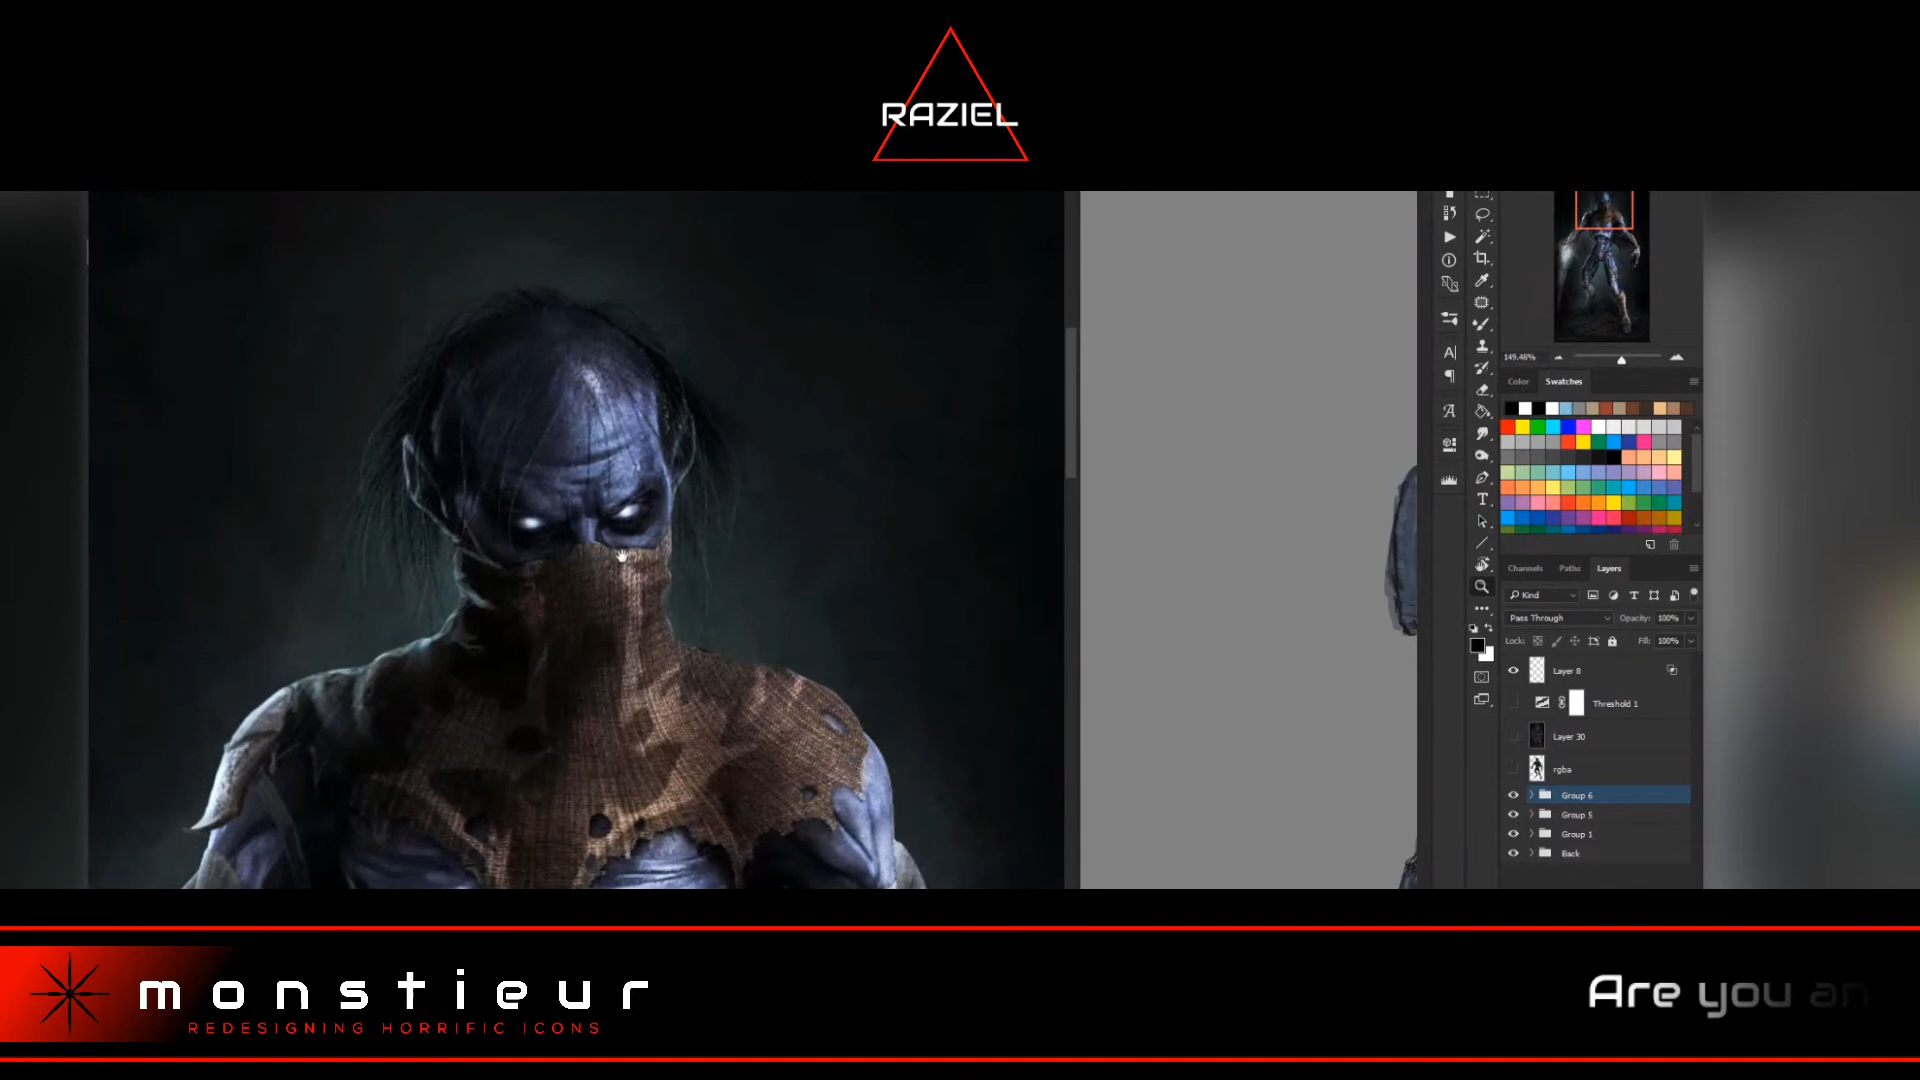 RAZIEL
149.48%
Color Swatches
Channels Paths Layers
Kind
Pass Through Opacity: 100%
Lock: Fill: 100%
Layer 8
Threshold 1
Layer 30
rgba
Group 6
Group 5
Group 1
Back
monstieur
REDESIGNING HORRIFIC ICONS
Are you an